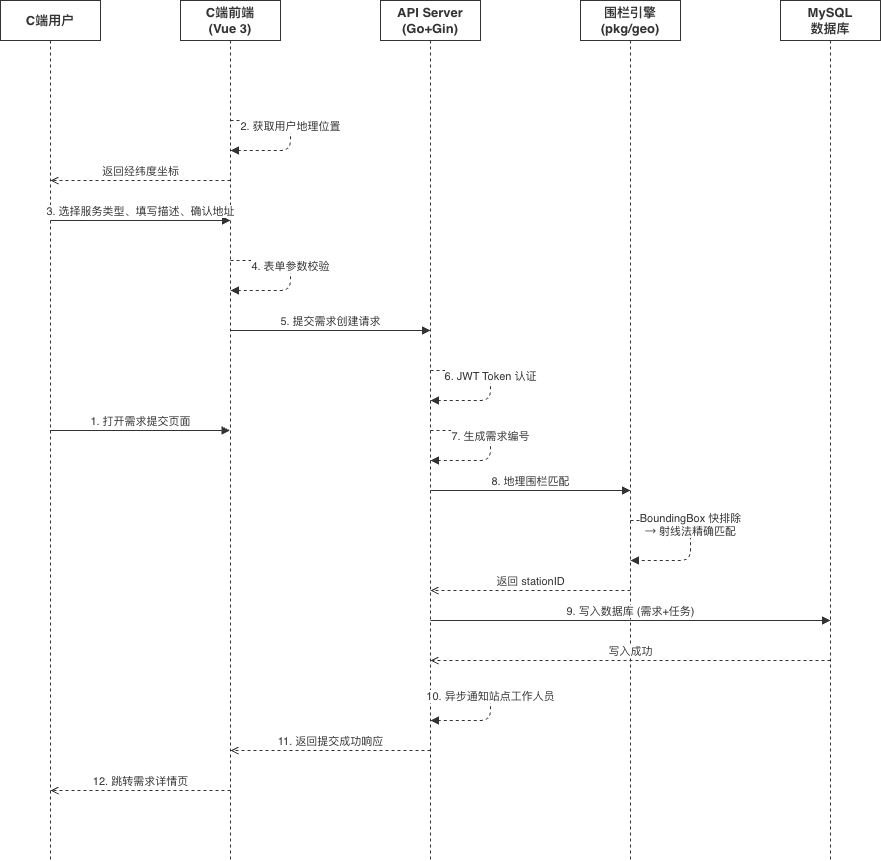 C端用户
C端前端
(Vue 3)
API Server
(Go+Gin)
围栏引擎
(pkg/geo)
MySQL
数据库
2. 获取用户地理位置
返回经纬度坐标
3. 选择服务类型、填写描述、确认地址
4. 表单参数校验
5. 提交需求创建请求
6. JWT Token 认证
1. 打开需求提交页面
7. 生成需求编号
8. 地理围栏匹配
BoundingBox 快排除
→ 射线法精确匹配
返回 stationID
9. 写入数据库 (需求+任务)
写入成功
10. 异步通知站点工作人员
11. 返回提交成功响应
12. 跳转需求详情页